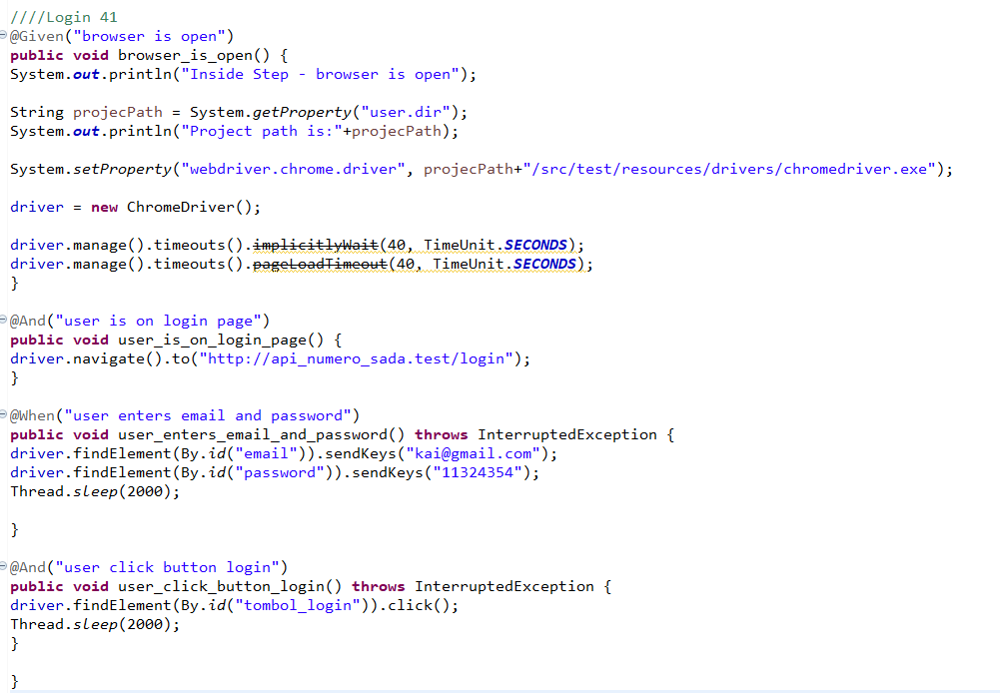 ////Login 41
@Given("browser is open")
public void browser_is_open() {
System.out.println("Inside Step - browser is open");
String projecPath = System.getProperty("user.dir");
System.out.println("Project path is:"+projecPath);
System.setProperty("webdriver.chrome.driver", projecPath+"/src/test/resources/drivers/chromedriver.exe");
driver = new ChromeDriver();
driver.manage().timeouts().implicitlyWait(40, TimeUnit.SECONDS);
driver.manage().timeouts().pageLoadTimeout(40, TimeUnit.SECONDS);
}
@And("user is on login page")
public void user_is_on_login_page() {
driver.navigate().to("http://api_numero_sada.test/login");
}
@When("user enters email and password")
public void user_enters_email_and_password() throws InterruptedException {
driver.findElement(By.id("email")).sendKeys("kai@gmail.com");
driver.findElement(By.id("password")).sendKeys("11324354");
Thread.sleep(2000);
}
@And("user click button login")
public void user_click_button_login() throws InterruptedException {
driver.findElement(By.id("tombol_login")).click();
Thread.sleep(2000);
}
}